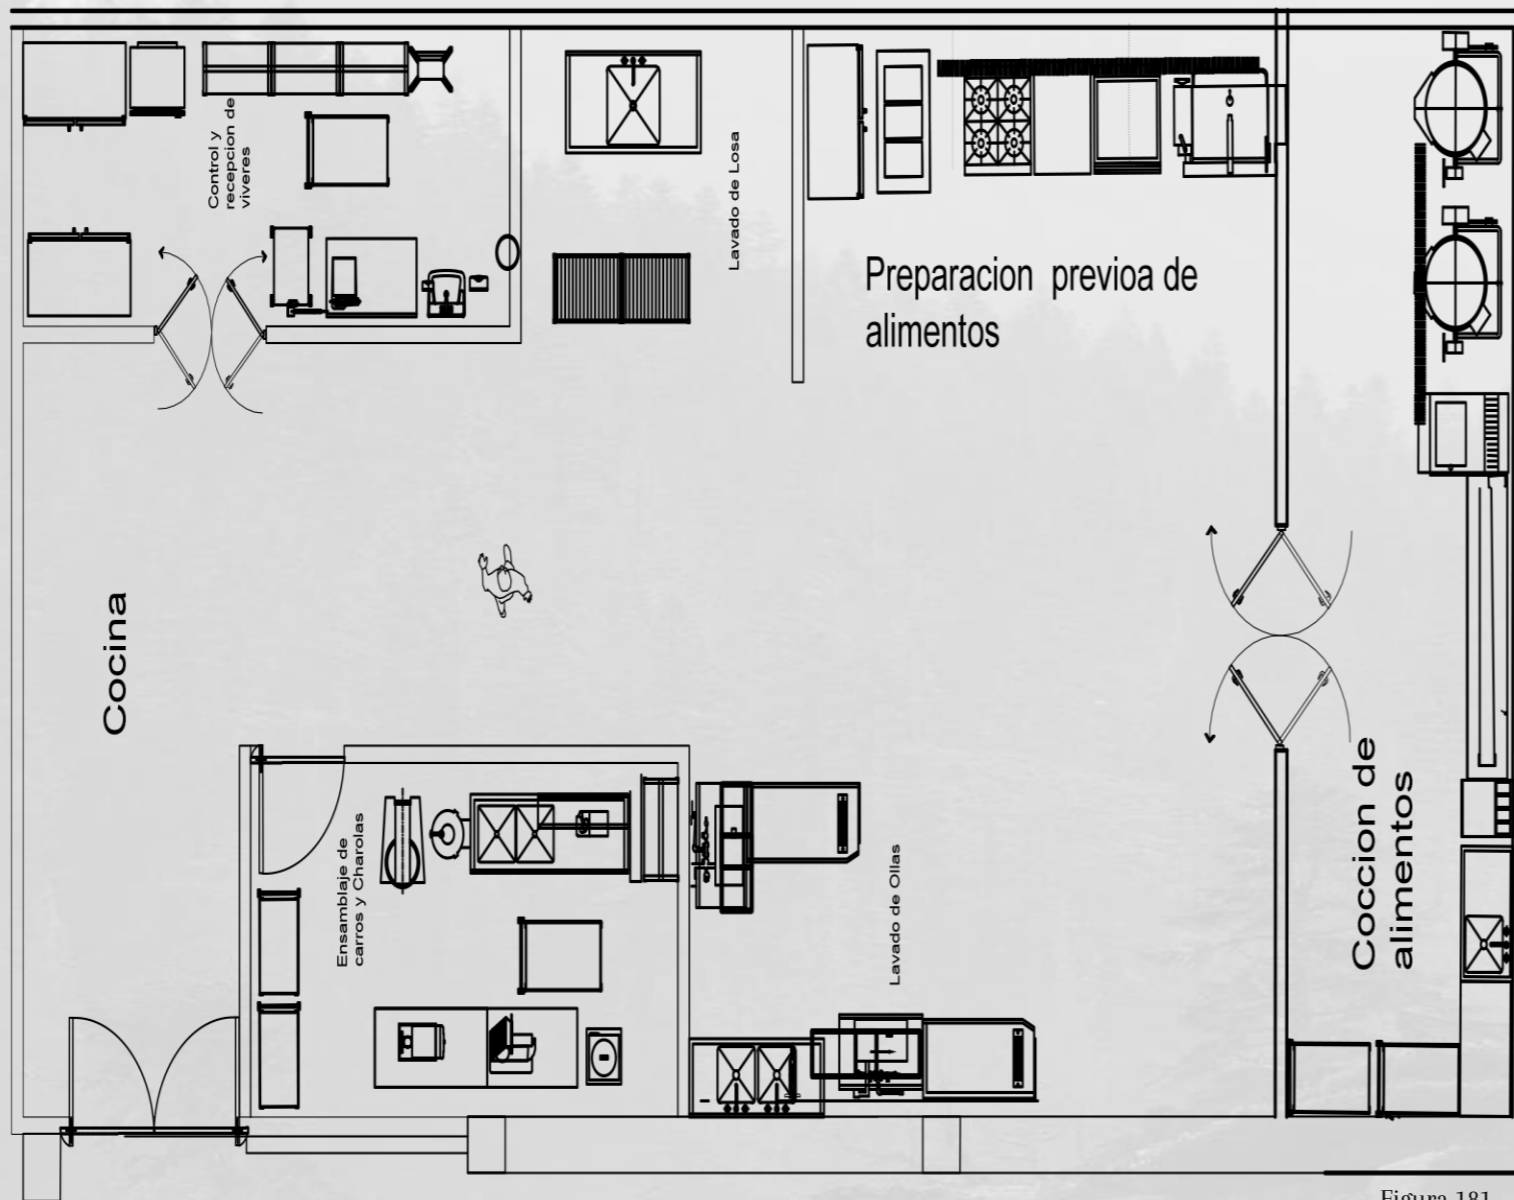 Control y
recepcion de
viveres
Lavado de Losa
Preparacion previoa de
alimentos
Cocina
Ensamblaje de
carros y Charolas
Lavado de Ollas
Coccion de
alimentos
Figura 181